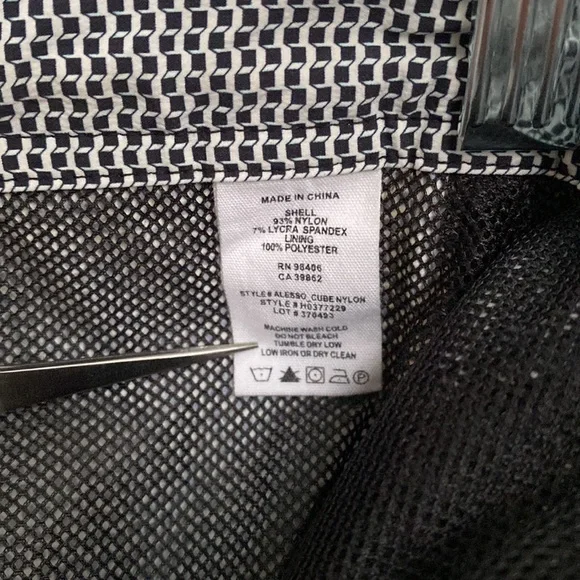 MADE IN CHINA
SHELL
93% NYLON
7% LYCRA SPANDEX
LINING
100% POLYESTER
RN 98406
CA 39862
STYLE# ALESSO_CUBE NYLON
STYLE# H0377229
LOT # 370493
MACHINE WASH COLD
DO NOT BLEACH
TUMBLE DRY LOW
LOW IRON OR DRY CLEAN